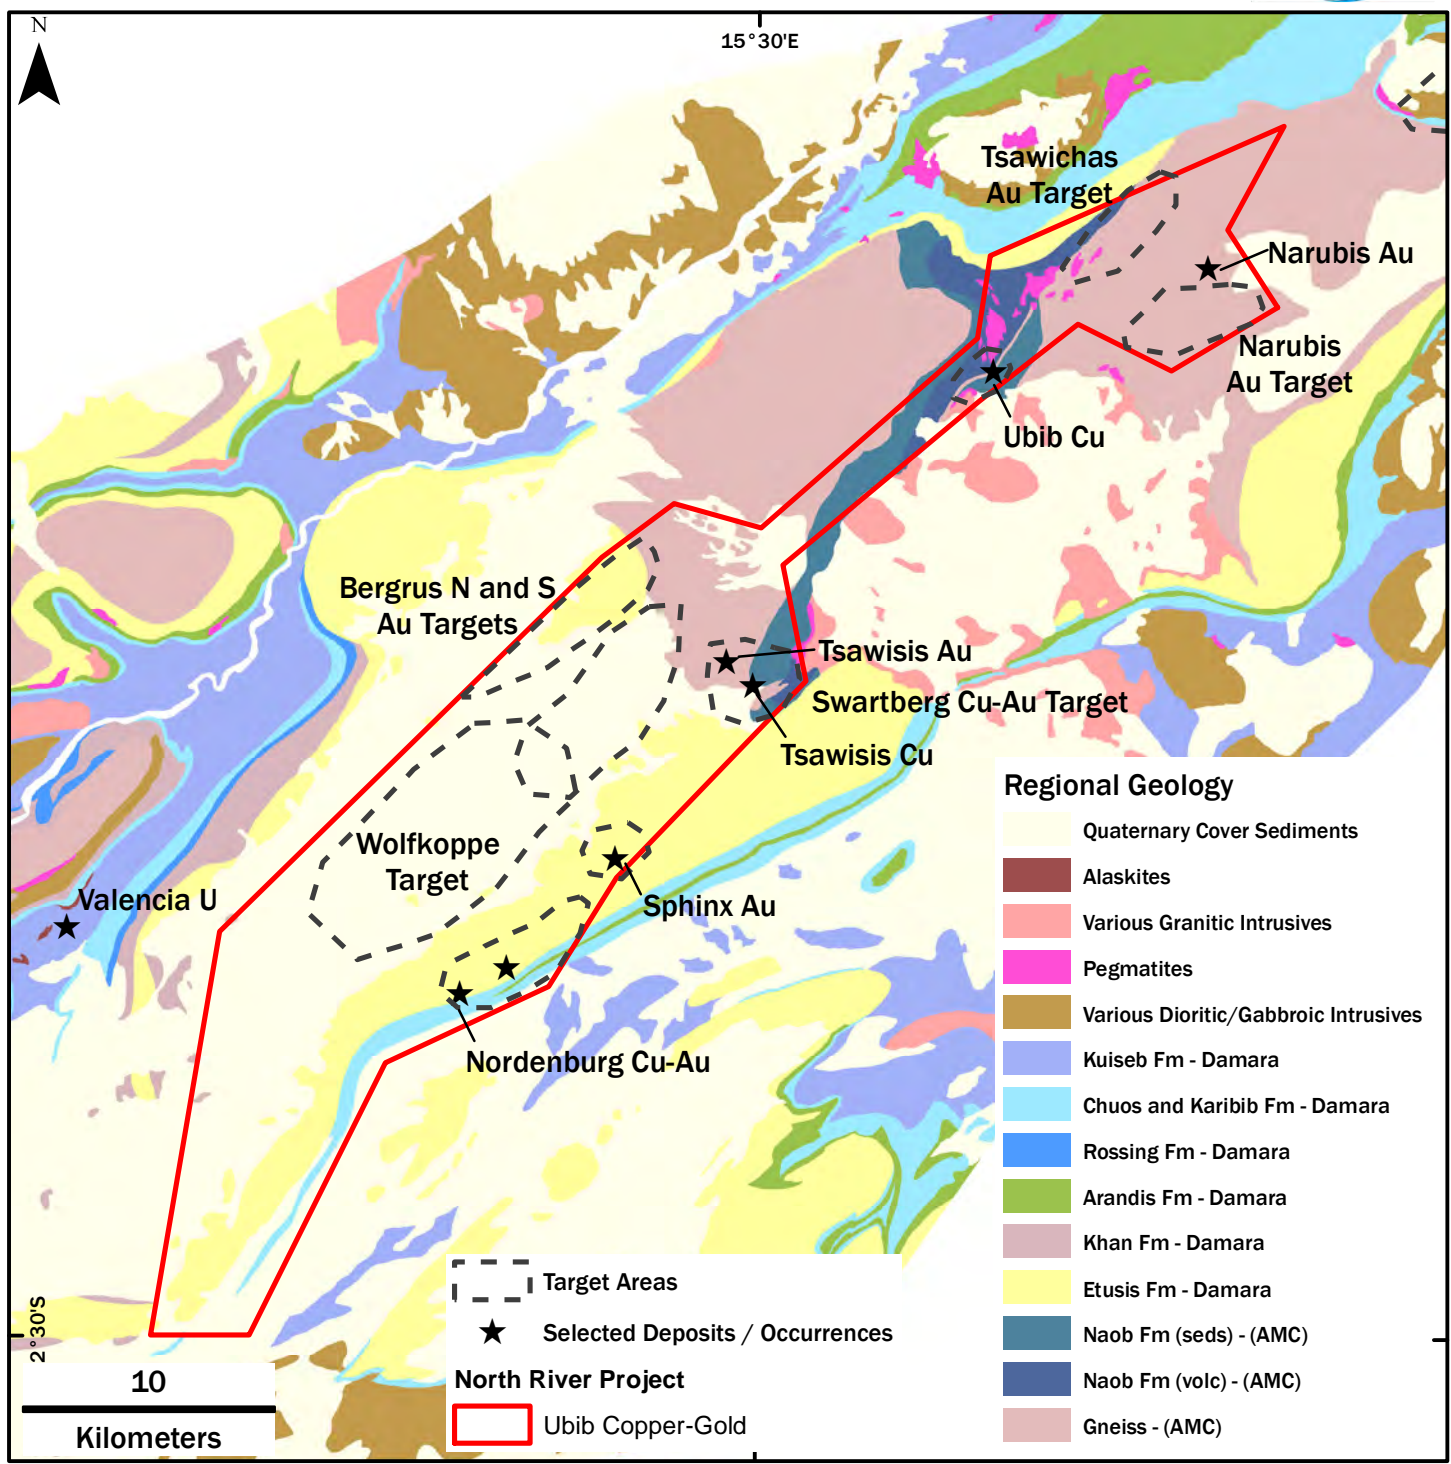 N
15°30'E
Tsawichas
Au Target
Narubis Au
Narubis
Au Target
Ubib Cu
Bergrus N and S
Au Targets
Tsawisis Au
Swartberg Cu-Au Target
Tsawisis Cu
Wolfkoppe
Target
Valencia U
Sphinx Au
Nordenburg Cu-Au
Regional Geology
Quaternary Cover Sediments
Alaskites
Various Granitic Intrusives
Pegmatites
Various Dioritic/Gabbroic Intrusives
Kuiseb Fm - Damara
Chuos and Karibib Fm - Damara
Rossing Fm - Damara
Arandis Fm - Damara
Khan Fm - Damara
Etusis Fm - Damara
Naob Fm (seds) - (AMC)
Naob Fm (volc) - (AMC)
Gneiss - (AMC)
Target Areas
Selected Deposits / Occurrences
North River Project
Ubib Copper-Gold
2°30'S
10
Kilometers